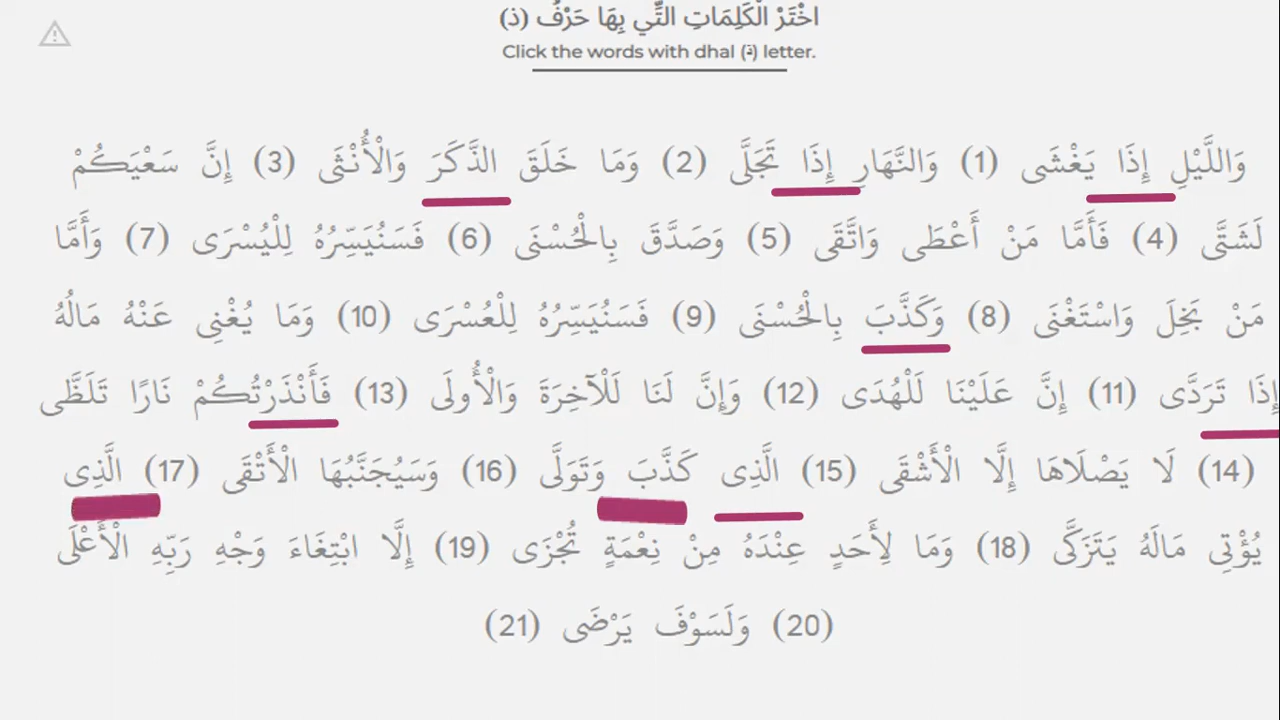 اخْتَرْ الْكَلِمَاتِ التَّي بِهَا حَرْفُ (ذ)
Click the words with dhal (ذ) letter.
وَاللَّيْلِ إِذَا يَغْشَى (1) وَالنَّهَارِ إِذَا تَجَلَّى (2) وَمَا خَلَقَ الذَّكَرَ وَالْأُنْثَى (3) إِنَّ سَعْيَكُمْ
لَشَتَّى (4) فَأَمَّا مَنْ أَعْطَى وَاتَّقَى (5) وَصَدَّقَ بِالْحُسْنَى (6) فَسَنُيَسِّرُهُ لِلْيُسْرَى (7) وَأَمَّا
مَنْ بَخِلَ وَاسْتَغْنَى (8) وَكَذَّبَ بِالْحُسْنَى (9) فَسَنُيَسِّرُهُ لِلْعُسْرَى (10) وَمَا يُغْنِى عَنْهُ مَالُهُ
إِذَا تَرَدَّى (11) إِنَّ عَلَيْنَا لَلْهُدَى (12) وَإِنَّ لَنَا لَلْآخِرَةَ وَالْأُولَى (13) فَأَنْذَرْتُكُمْ نَارًا تَلَظَّى
(14) لَا يَصْلَاهَا إِلَّا الْأَشْقَى (15) الَّذِى كَذَّبَ وَتَوَلَّى (16) وَسَيُجَنَّبُهَا الْأَتْقَى (17) الَّذِى
يُؤْتِى مَالَهُ يَتَزَكَّى (18) وَمَا لِأَحَدٍ عِنْدَهُ مِنْ نِعْمَةٍ تُجْزَى (19) إِلَّا ابْتِغَاءَ وَجْهِ رَبِّهِ الْأَعْلَى
(20) وَلَسَوْفَ يَرْضَى (21)